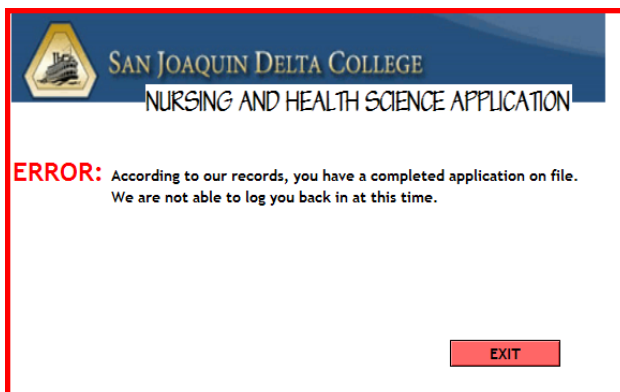 SAN JOAQUIN DELTA COLLEGE
NURSING AND HEALTH SCIENCE APPLICATION
ERROR: According to our records, you have a completed application on file.
We are not able to log you back in at this time.
EXIT